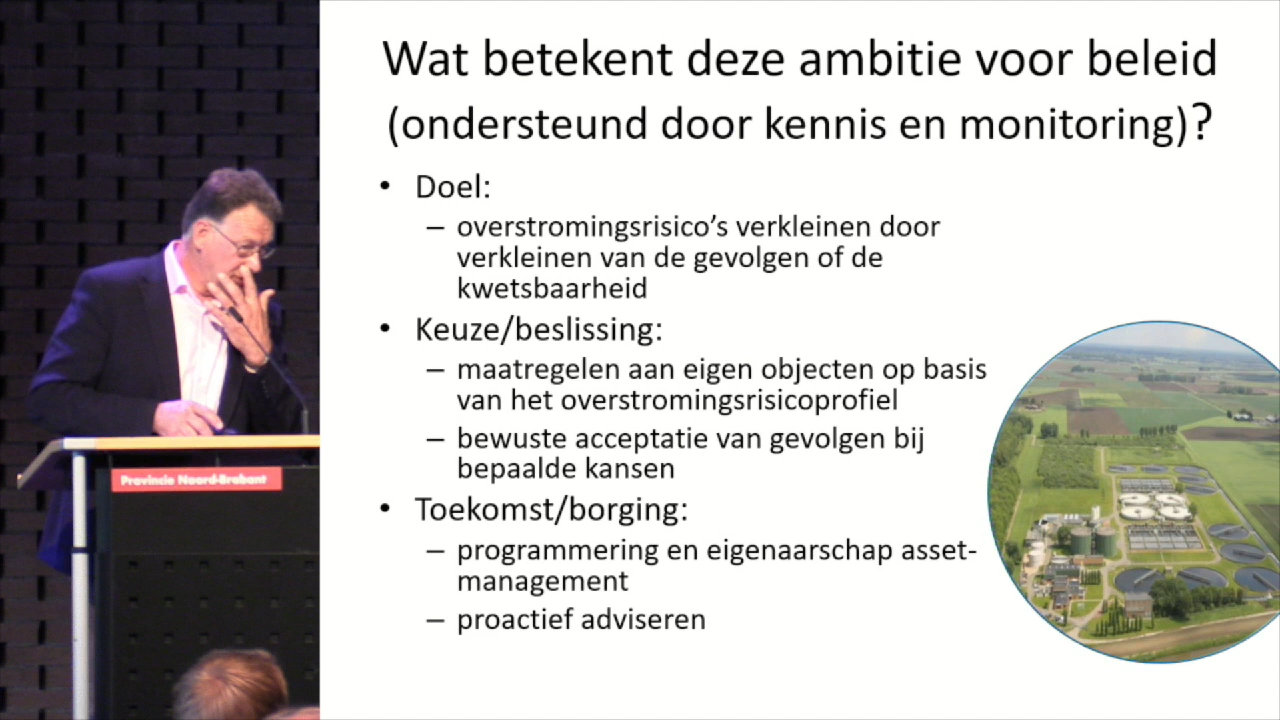 Wat betekent deze ambitie voor beleid
(ondersteund door kennis en monitoring)?
• Doel:
– overstromingsrisico’s verkleinen door
verkleinen van de gevolgen of de
kwetsbaarheid
• Keuze/beslissing:
– maatregelen aan eigen objecten op basis
van het overstromingsrisicoprofiel
– bewuste acceptatie van gevolgen bij
bepaalde kansen
• Toekomst/borging:
– programmering en eigenaarschap asset-
management
– proactief adviseren
Provincie Noord-Brabant